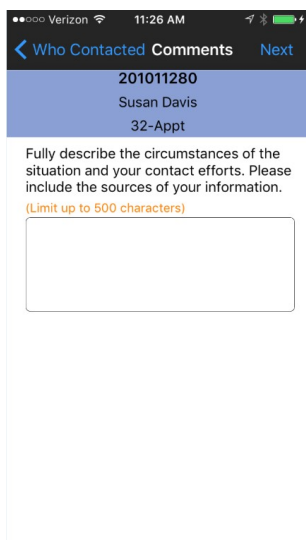 Verizon 11:26 AM
Who Contacted Comments Next
201011280
Susan Davis
32-Appt
Fully describe the circumstances of the
situation and your contact efforts. Please
include the sources of your information.
(Limit up to 500 characters)